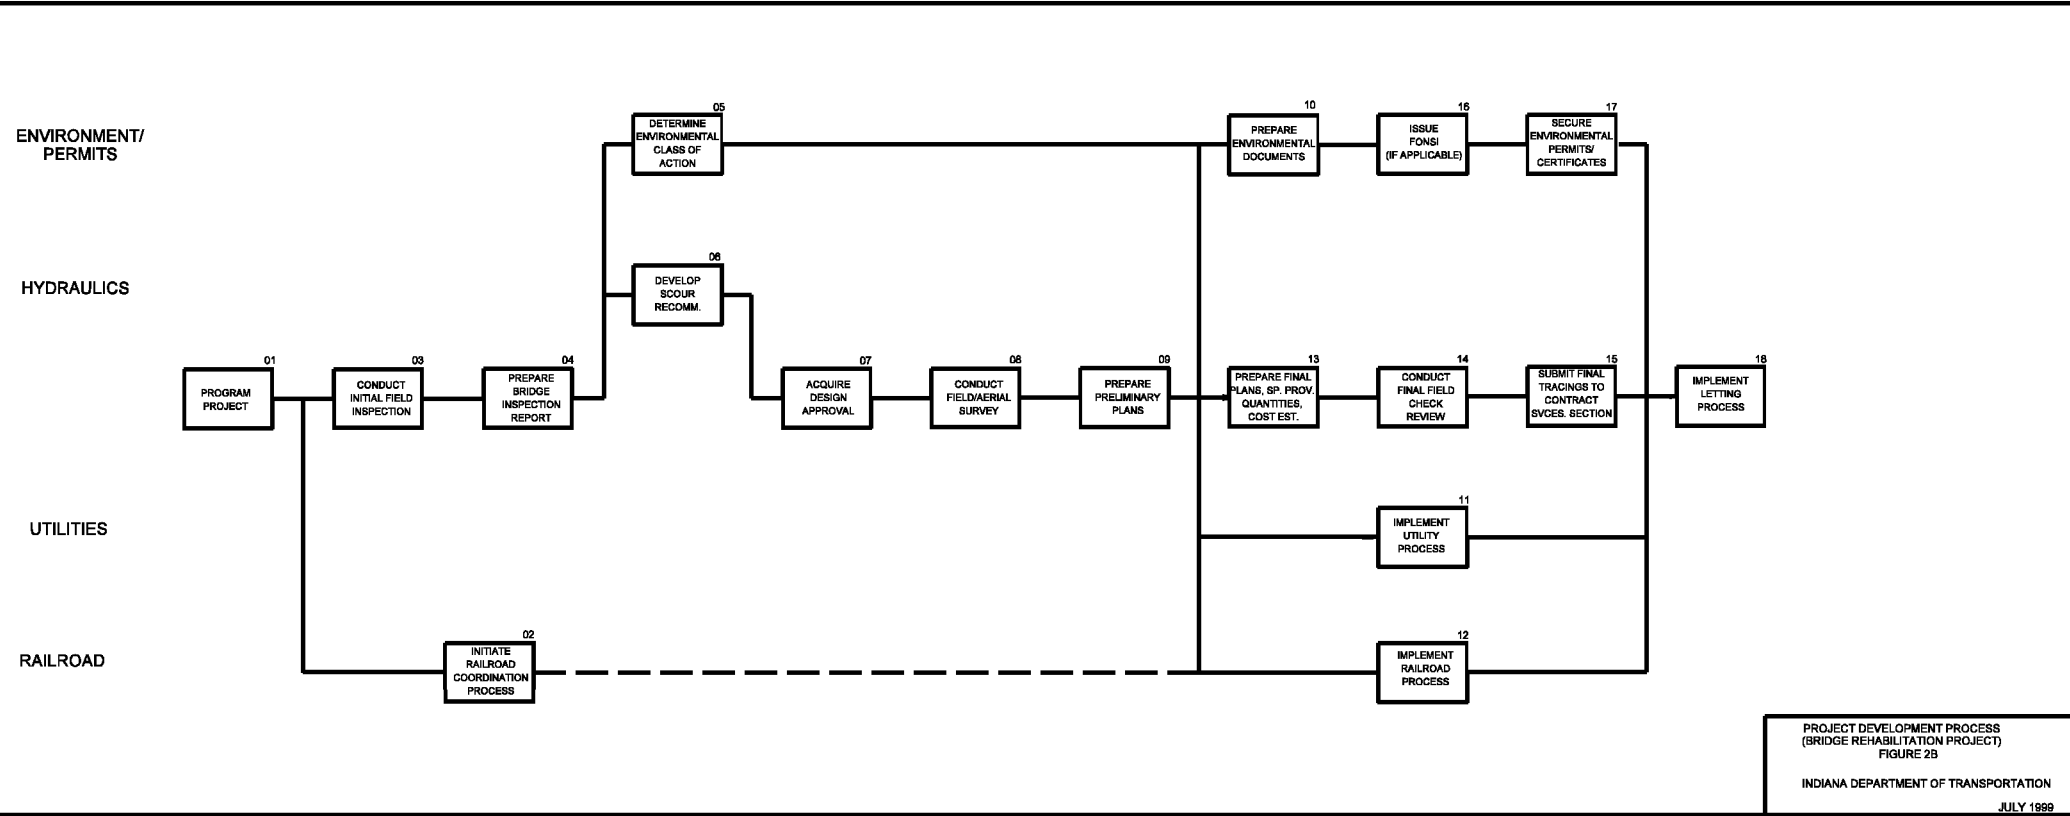 ENVIRONMENT/
PERMITS
05
DETERMINE
ENVIRONMENTAL
CLASS OF
ACTION
10
PREPARE
ENVIRONMENTAL
DOCUMENTS
16
ISSUE
FONSI
(IF APPLICABLE)
17
SECURE
ENVIRONMENTAL
PERMITS/
CERTIFICATES
HYDRAULICS
06
DEVELOP
SCOUR
RECOMM.
01
PROGRAM
PROJECT
03
CONDUCT
INITIAL FIELD
INSPECTION
04
PREPARE
BRIDGE
INSPECTION
REPORT
07
ACQUIRE
DESIGN
APPROVAL
08
CONDUCT
FIELD/AERIAL
SURVEY
09
PREPARE
PRELIMINARY
PLANS
13
PREPARE FINAL
PLANS, SP. PROV.
QUANTITIES,
COST EST.
14
CONDUCT
FINAL FIELD
CHECK
REVIEW
15
SUBMIT FINAL
TRACINGS TO
CONTRACT
SVCES. SECTION
18
IMPLEMENT
LETTING
PROCESS
UTILITIES
11
IMPLEMENT
UTILITY
PROCESS
RAILROAD
02
INITIATE
RAILROAD
COORDINATION
PROCESS
12
IMPLEMENT
RAILROAD
PROCESS
PROJECT DEVELOPMENT PROCESS
(BRIDGE REHABILITATION PROJECT)
FIGURE 2B
INDIANA DEPARTMENT OF TRANSPORTATION
JULY 1999